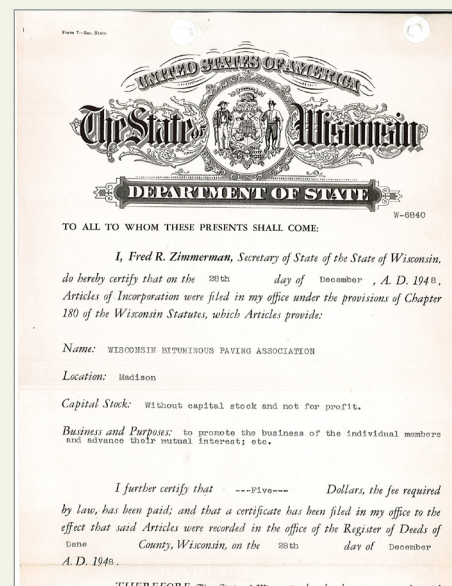 Form 7—Sec. State
UNITED STATES OF AMERICA
The State of Wisconsin
DEPARTMENT OF STATE
W-6840
TO ALL TO WHOM THESE PRESENTS SHALL COME:
I, Fred R. Zimmerman, Secretary of State of the State of Wisconsin,
do hereby certify that on the 28th day of December , A. D. 1948,
Articles of Incorporation were filed in my office under the provisions of Chapter
180 of the Wisconsin Statutes, which Articles provide:
Name: WISCONSIN BITUMINOUS PAVING ASSOCIATION
Location: Madison
Capital Stock: Without capital stock and not for profit.
Business and Purposes: to promote the business of the individual members
and advance their mutual interest; etc.
I further certify that ---Five--- Dollars, the fee required
by law, has been paid; and that a certificate has been filed in my office to the
effect that said Articles were recorded in the office of the Register of Deeds of
Dane County, Wisconsin, on the 28th day of December
A. D. 1948.
THEREFORE The State of Wisconsin